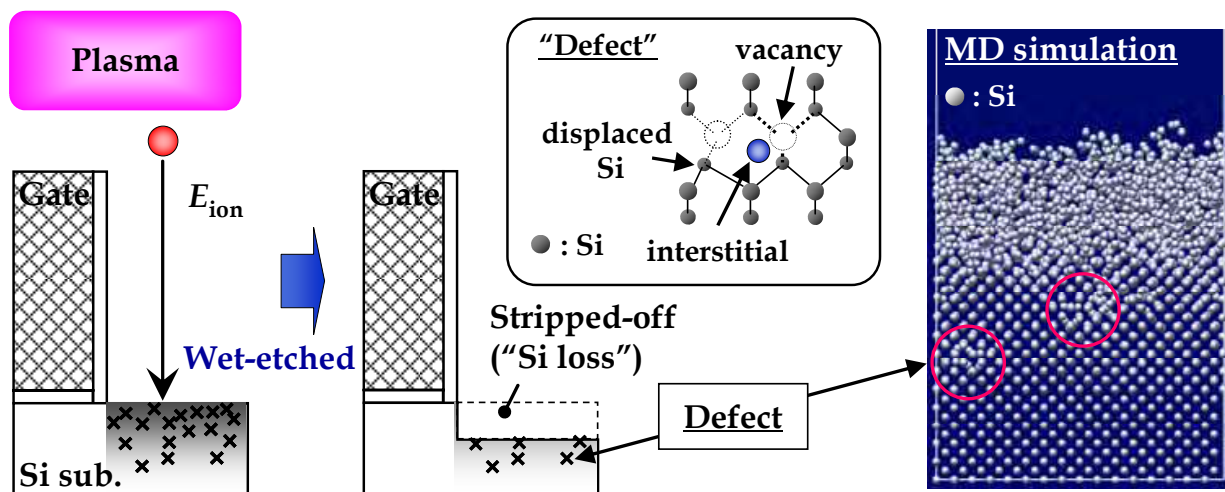 Plasma
Gate
E_ion
Si sub.
Wet-etched
Gate
Stripped-off
(“Si loss”)
“Defect”
vacancy
displaced
Si
interstitial
: Si
Defect
MD simulation
: Si